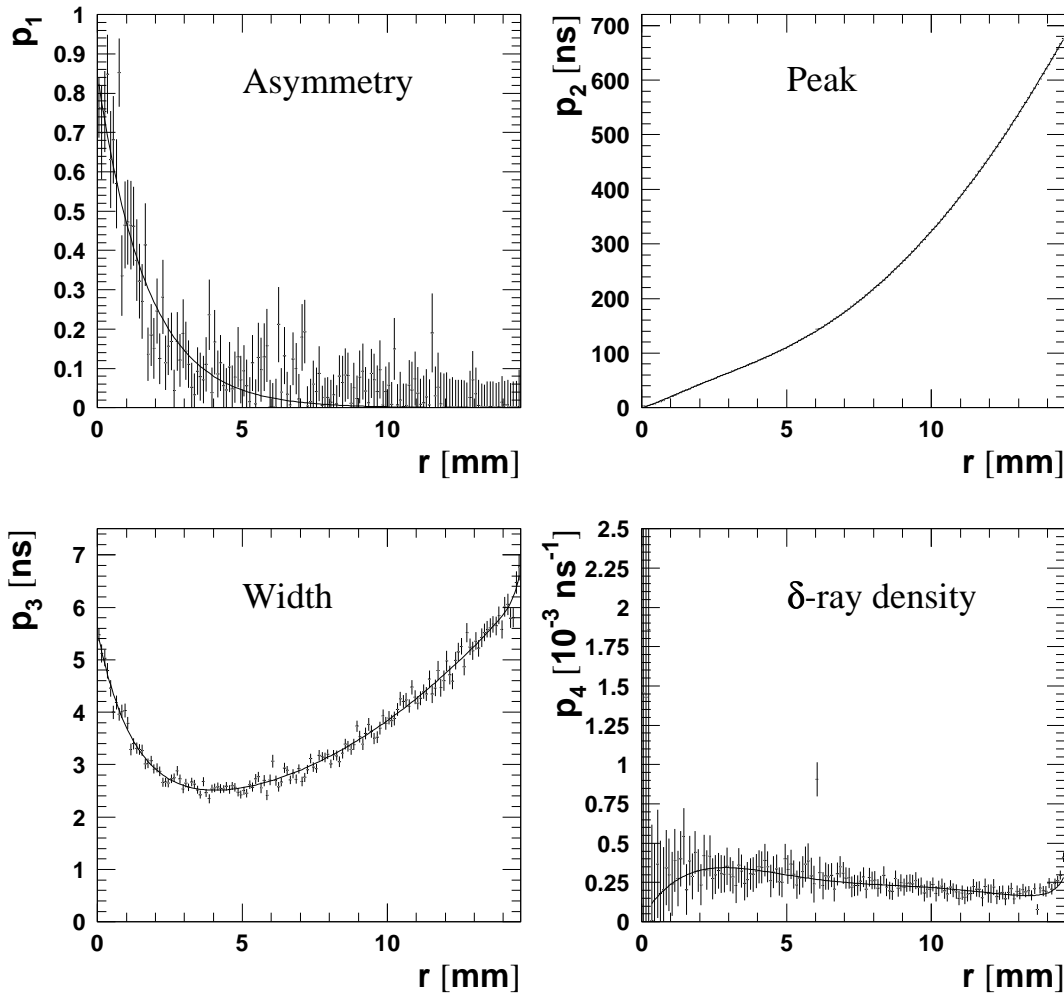 p1
1
0.9
0.8
0.7
0.6
0.5
0.4
0.3
0.2
0.1
0
Asymmetry
0 5 10
r [mm]
p2 [ns]
700
600
500
400
300
200
100
0
Peak
0 5 10
r [mm]
p3 [ns]
7
6
5
4
3
2
1
0
Width
0 5 10
r [mm]
p4 [10-3 ns-1]
2.5
2.25
2
1.75
1.5
1.25
1
0.75
0.5
0.25
0
δ-ray density
0 5 10
r [mm]